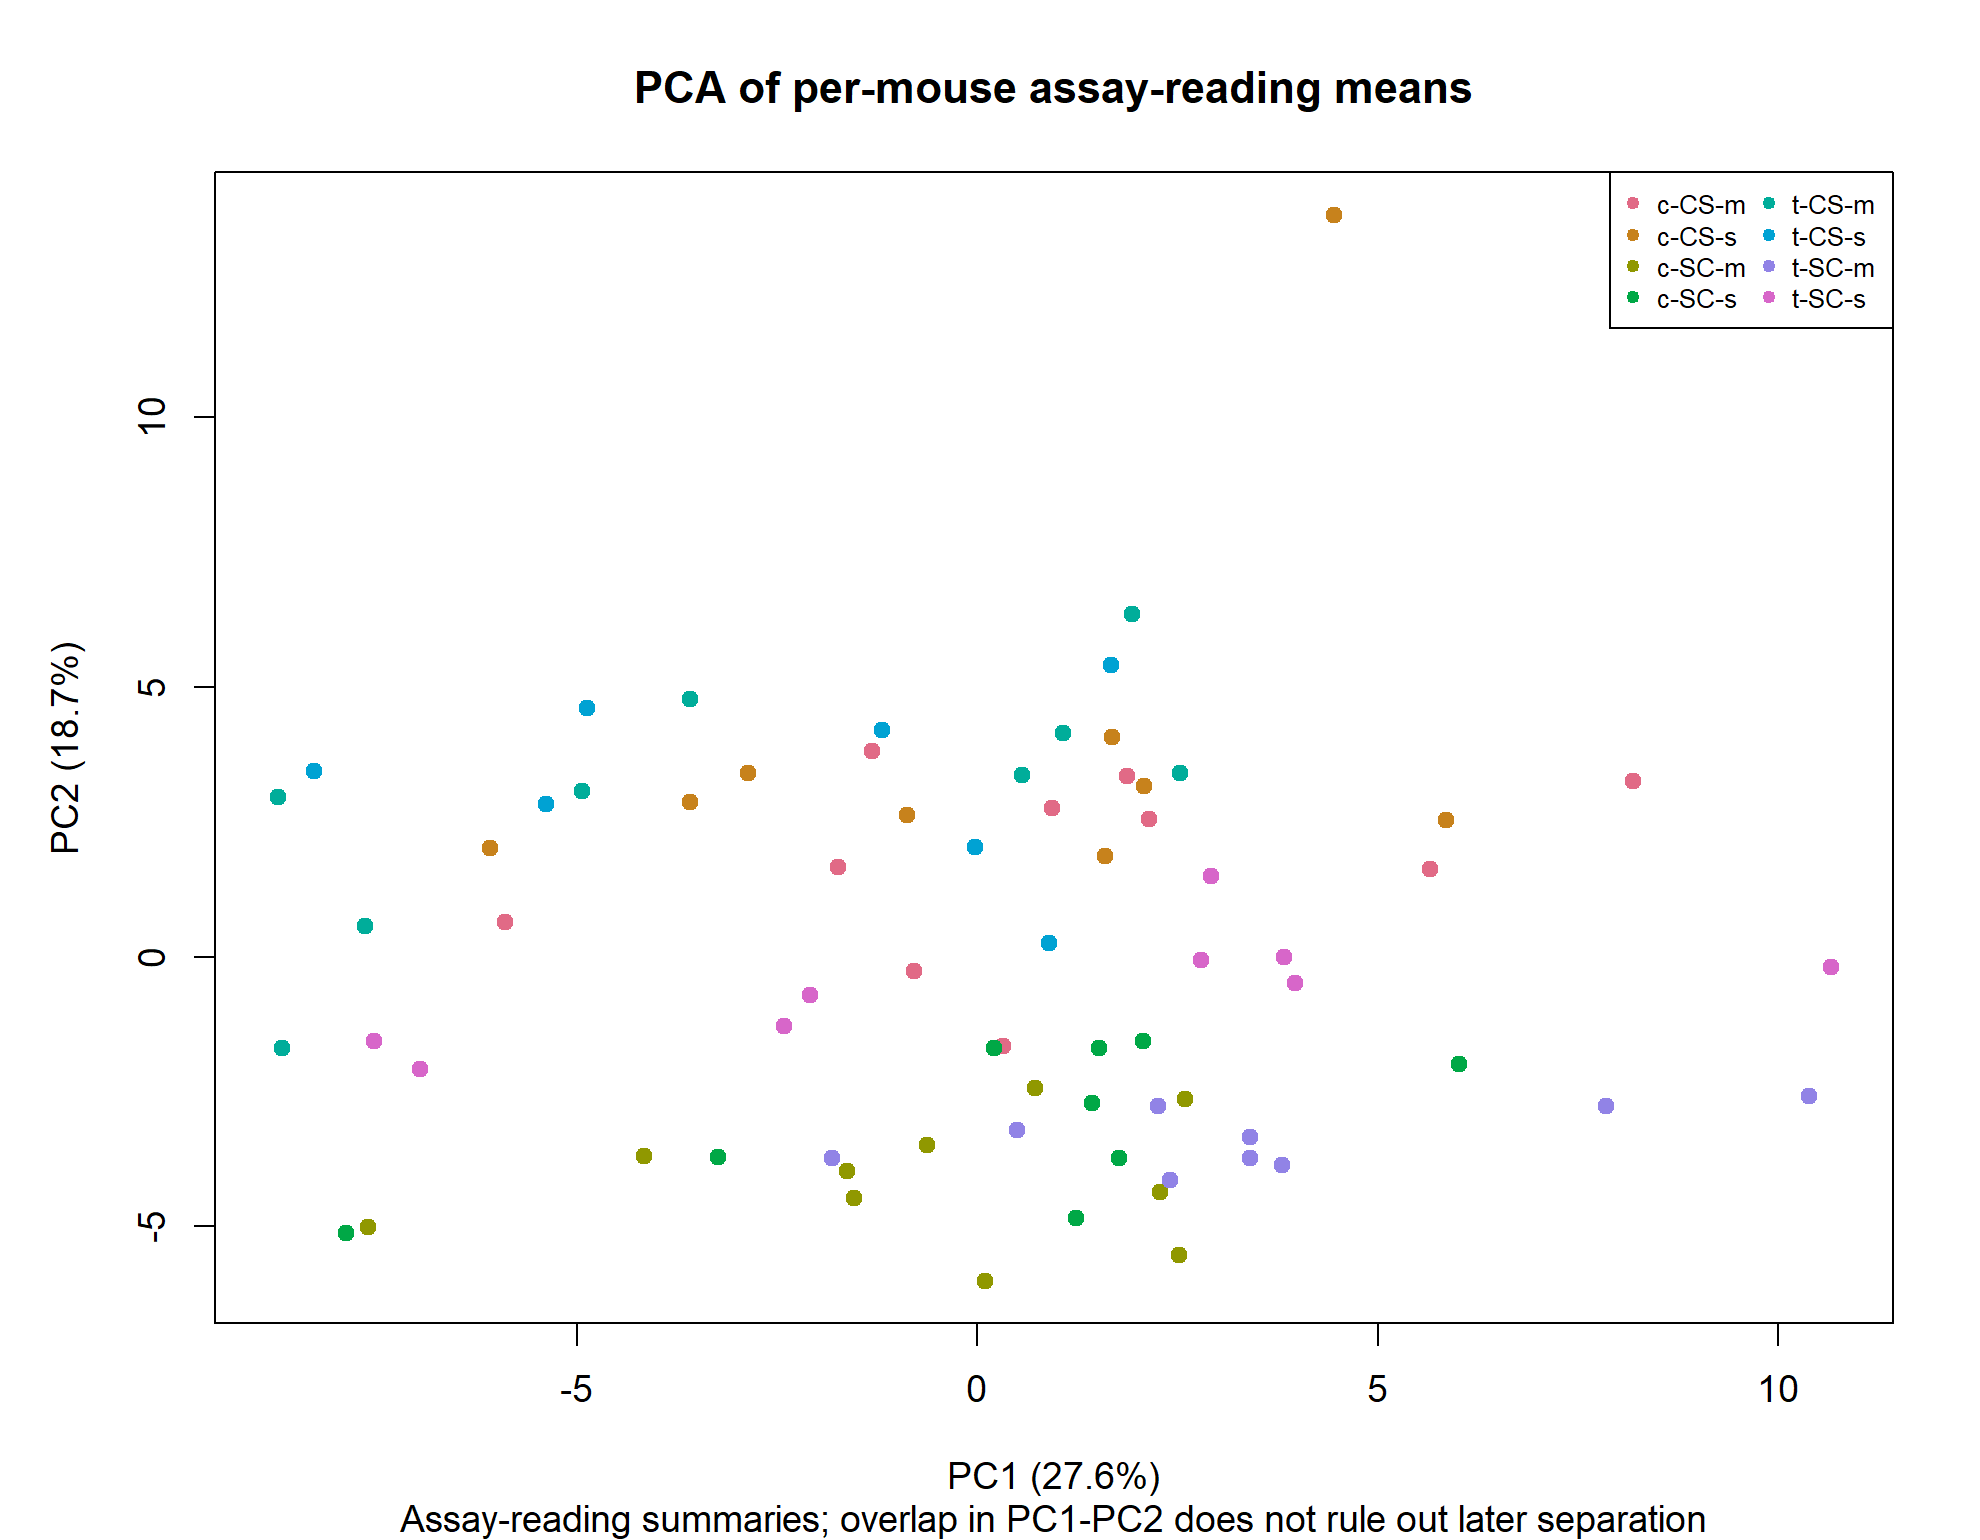 PCA of per-mouse assay-reading means
c-CS-m t-CS-m
c-CS-s t-CS-s
c-SC-m t-SC-m
c-SC-s t-SC-s
10
5
0
-5
PC2 (18.7%)
-5 0 5 10
PC1 (27.6%)
Assay-reading summaries; overlap in PC1-PC2 does not rule out later separation